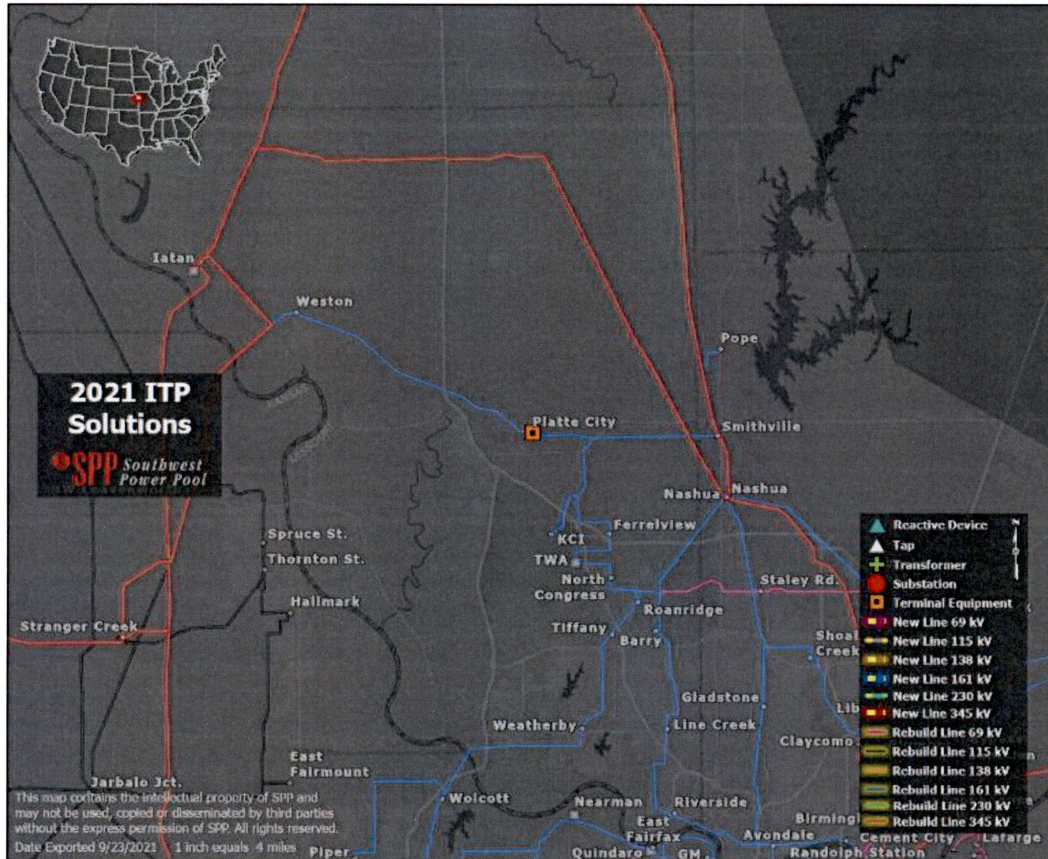 Iatan
Weston
Pope
2021 ITP
Solutions
SPP Southwest
Power Pool
Platte City
Smithville
Nashua
Nashua
Ferrelview
KCI
TWA
North
Congress
Staley Rd.
Roanridge
Tiffany
Barry
Shoal
Creek
Spruce St.
Thornton St.
Hallmark
Stranger Creek
Gladstone
Lib
Weatherby
Line Creek
Claycomo
East
Fairmount
Jarbalo Jct.
Wolcott
Nearman
Riverside
Birming
East
Fairfax
Avondale
Cement City
Lafarge
Piper
Quindaro
GM
Randolph Station
Reactive Device
Tap
Transformer
Substation
Terminal Equipment
New Line 69 kV
New Line 115 kV
New Line 138 kV
New Line 161 kV
New Line 230 kV
New Line 345 kV
Rebuild Line 69 kV
Rebuild Line 115 kV
Rebuild Line 138 kV
Rebuild Line 161 kV
Rebuild Line 230 kV
Rebuild Line 345 kV
N
This map contains the intellectual property of SPP and
may not be used, copied or disseminated by third parties
without the express permission of SPP. All rights reserved.
Date Exported 9/23/2021 1 inch equals 4 miles